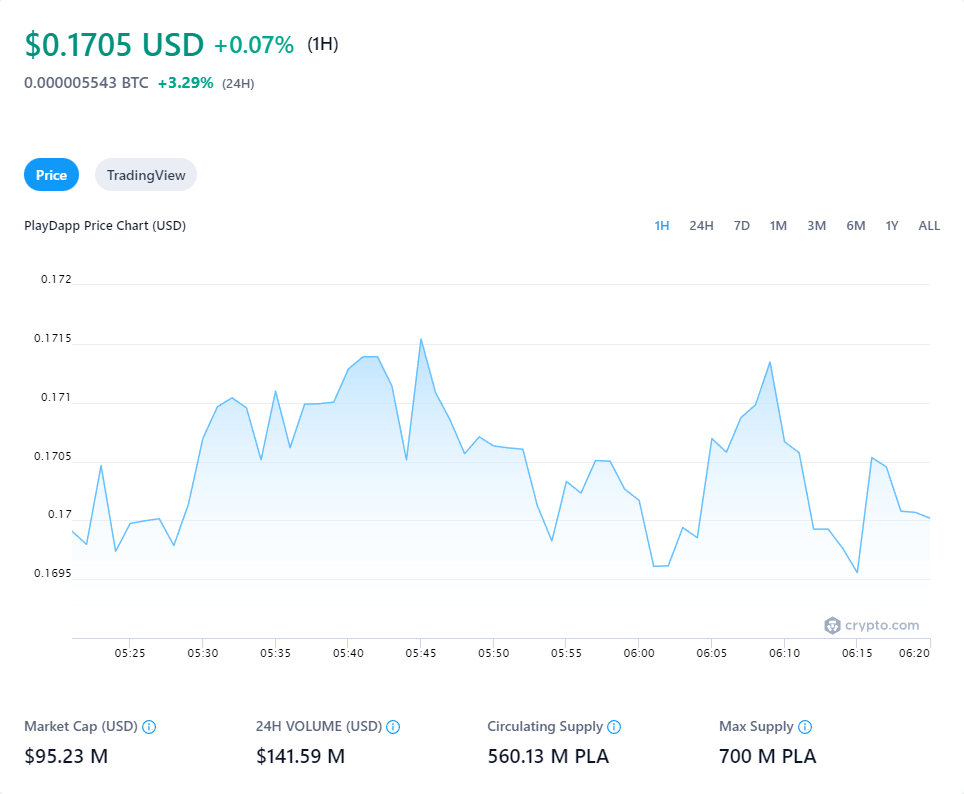 $0.1705 USD +0.07% (1H)
0.000005543 BTC +3.29% (24H)
Price TradingView
PlayDapp Price Chart (USD) 1H 24H 7D 1M 3M 6M 1Y ALL
0.172
0.1715
0.171
0.1705
0.17
0.1695
crypto.com
05:25 05:30 05:35 05:40 05:45 05:50 05:55 06:00 06:05 06:10 06:15 06:20
Market Cap (USD) 24H VOLUME (USD) Circulating Supply Max Supply
$95.23 M $141.59 M 560.13 M PLA 700 M PLA